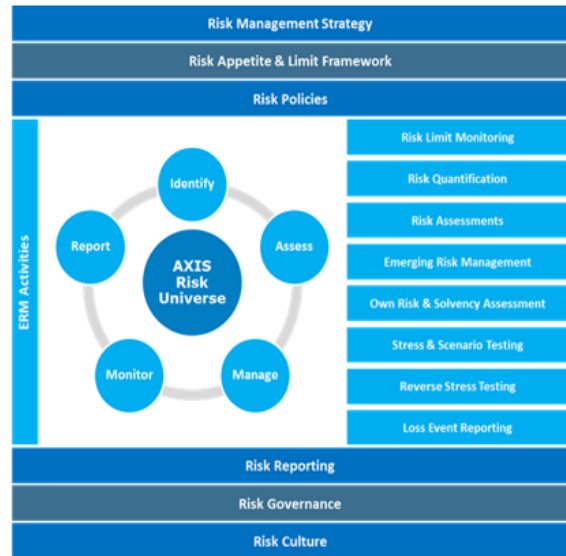 Risk Management Strategy
Risk Appetite & Limit Framework
Risk Policies
ERM Activities
Identify
Assess
Manage
Monitor
Report
AXIS
Risk
Universe
Risk Limit Monitoring
Risk Quantification
Risk Assessments
Emerging Risk Management
Own Risk & Solvency Assessment
Stress & Scenario Testing
Reverse Stress Testing
Loss Event Reporting
Risk Reporting
Risk Governance
Risk Culture